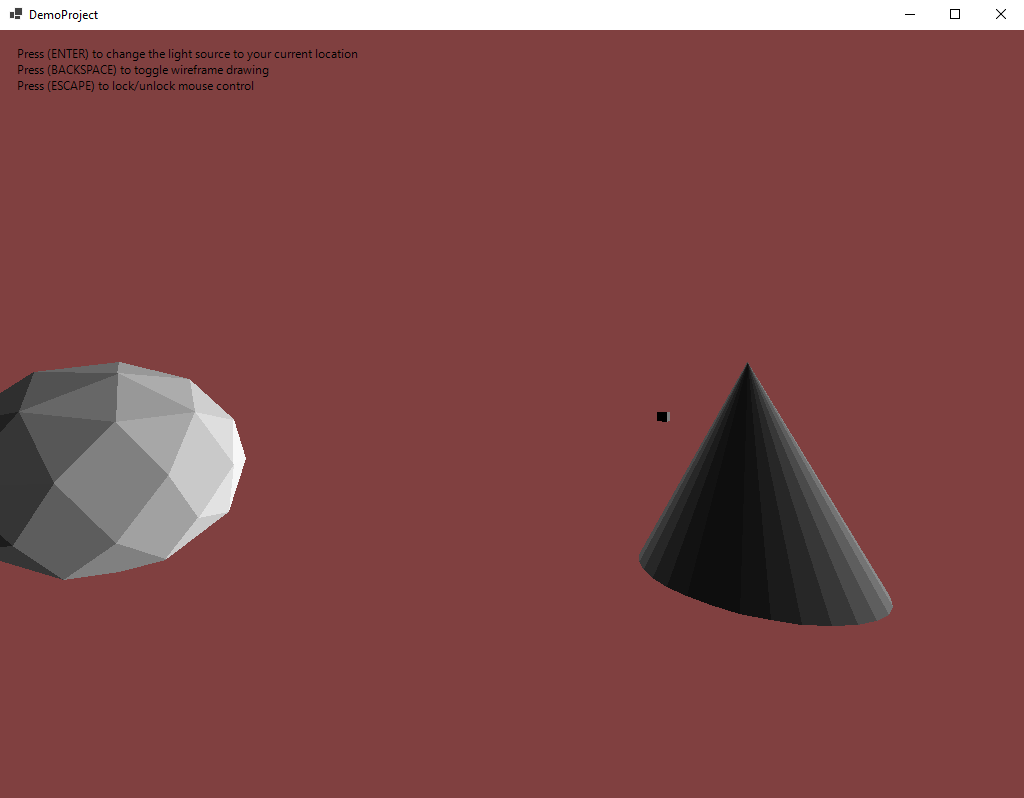 DemoProject
Press (ENTER) to change the light source to your current location
Press (BACKSPACE) to toggle wireframe drawing
Press (ESCAPE) to lock/unlock mouse control